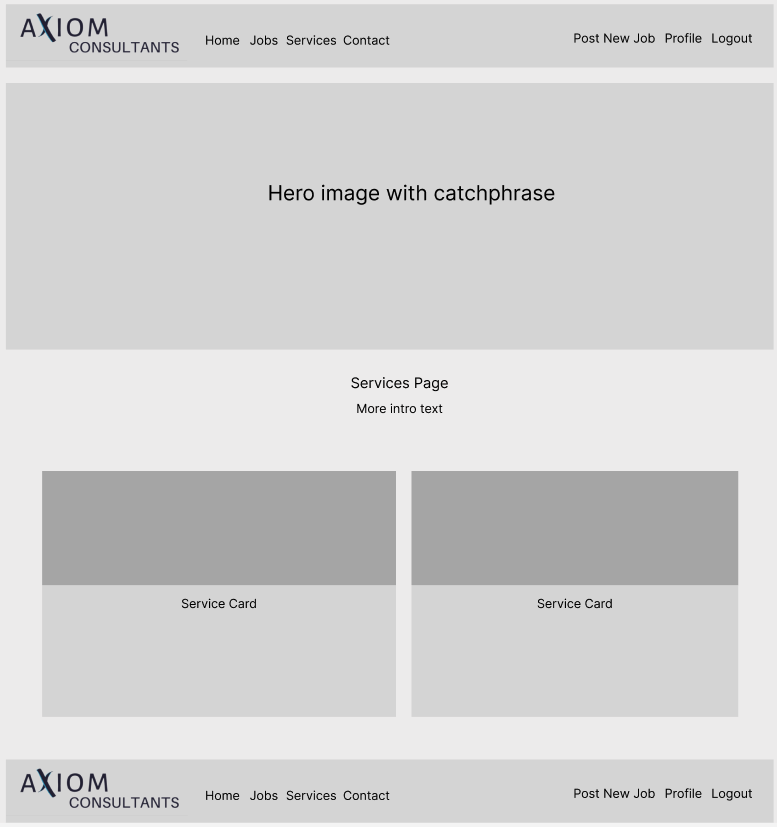 AXIOM
CONSULTANTS
Home Jobs Services Contact
Post New Job Profile Logout
Hero image with catchphrase
Services Page
More intro text
Service Card
Service Card
AXIOM
CONSULTANTS
Home Jobs Services Contact
Post New Job Profile Logout